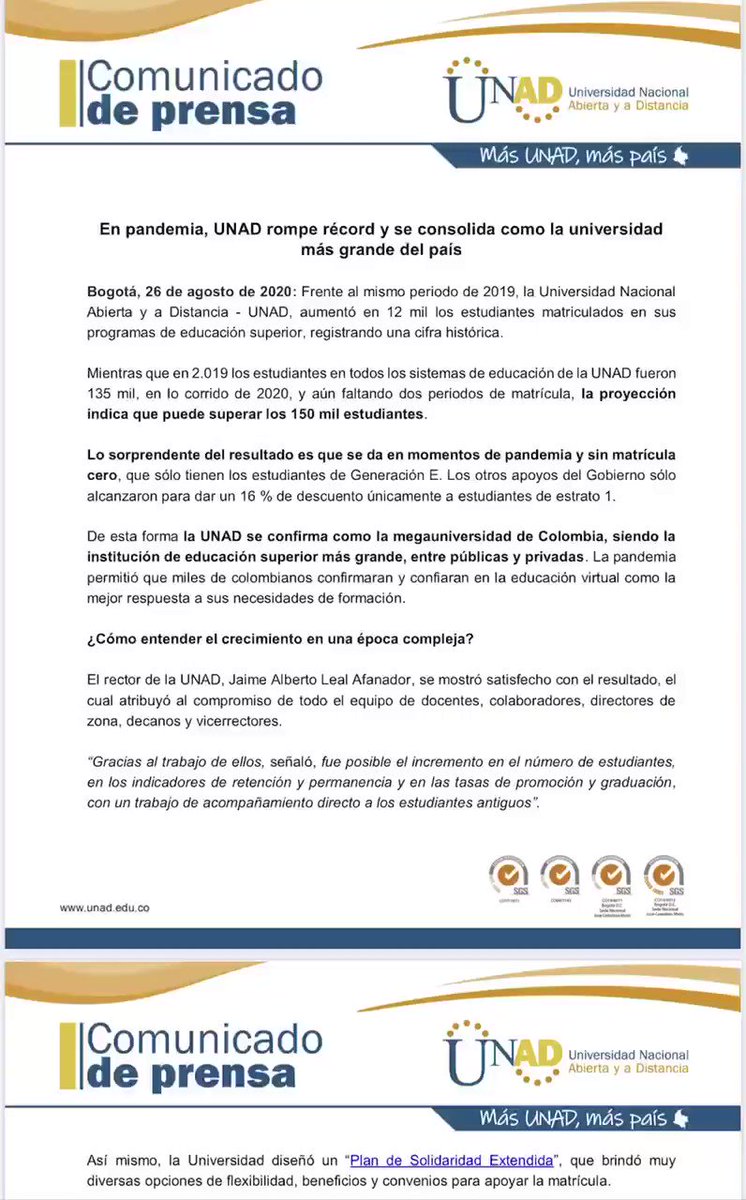 Comunicado
de prensa
UNAD
Universidad Nacional
Abierta y a Distancia
Más UNAD, más país
En pandemia, UNAD rompe récord y se consolida como la universidad
más grande del país
Bogotá, 26 de agosto de 2020: Frente al mismo periodo de 2019, la Universidad Nacional
Abierta y a Distancia - UNAD, aumentó en 12 mil los estudiantes matriculados en sus
programas de educación superior, registrando una cifra histórica.
Mientras que en 2.019 los estudiantes en todos los sistemas de educación de la UNAD fueron
135 mil, en lo corrido de 2020, y aún faltando dos periodos de matrícula, la proyección
indica que puede superar los 150 mil estudiantes.
Lo sorprendente del resultado es que se da en momentos de pandemia y sin matrícula
cero, que sólo tienen los estudiantes de Generación E. Los otros apoyos del Gobierno sólo
alcanzaron para dar un 16 % de descuento únicamente a estudiantes de estrato 1.
De esta forma la UNAD se confirma como la megauniversidad de Colombia, siendo la
institución de educación superior más grande, entre públicas y privadas. La pandemia
permitió que miles de colombianos confirmaran y confiaran en la educación virtual como la
mejor respuesta a sus necesidades de formación.
¿Cómo entender el crecimiento en una época compleja?
El rector de la UNAD, Jaime Alberto Leal Afanador, se mostró satisfecho con el resultado, el
cual atribuyó al compromiso de todo el equipo de docentes, colaboradores, directores de
zona, decanos y vicerrectores.
“Gracias al trabajo de ellos, señaló, fue posible el incremento en el número de estudiantes,
en los indicadores de retención y permanencia y en las tasas de promoción y graduación,
con un trabajo de acompañamiento directo a los estudiantes antiguos”.
SGS SGS SGS SGS
www.unad.edu.co
Comunicado
de prensa
UNAD
Universidad Nacional
Abierta y a Distancia
Más UNAD, más país
Así mismo, la Universidad diseñó un “Plan de Solidaridad Extendida”, que brindó muy
diversas opciones de flexibilidad, beneficios y convenios para apoyar la matrícula.